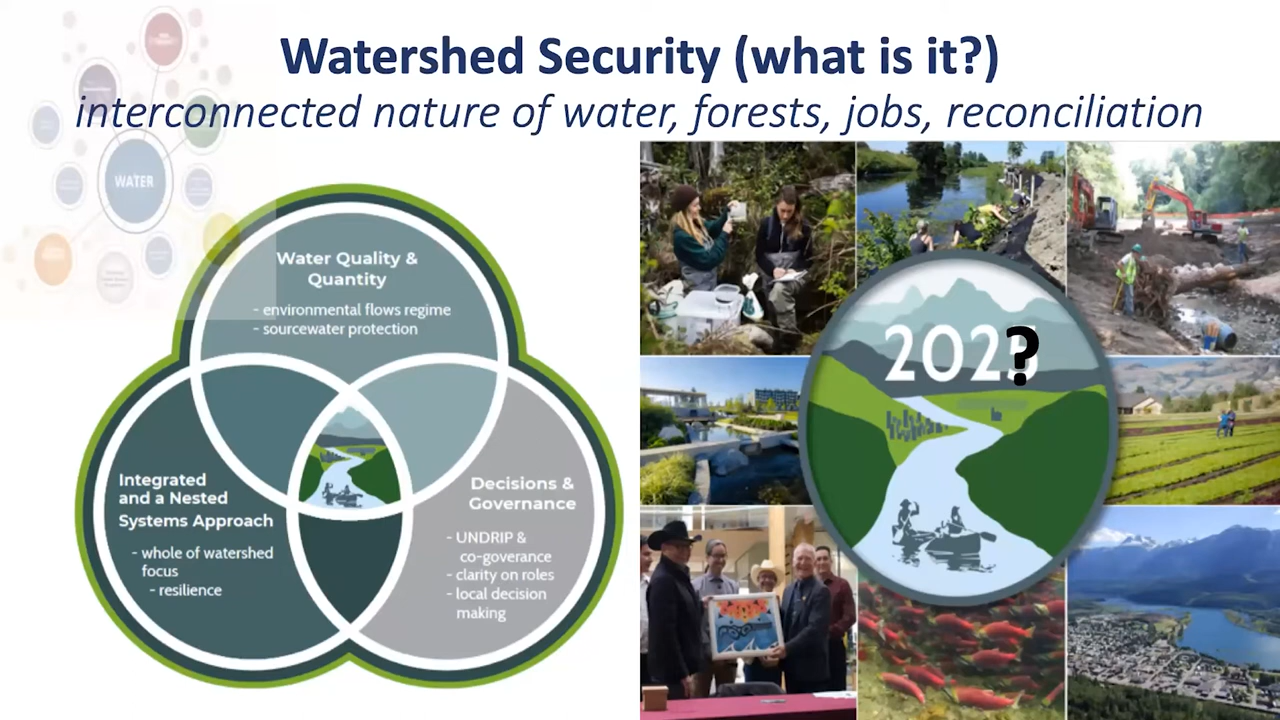 Watershed Security (what is it?)
interconnected nature of water, forests, jobs, reconciliation
WATER
Water Quality &
Quantity
- environmental flows regime
- sourcewater protection
Integrated
and a Nested
Systems Approach
- whole of watershed
focus
- resilience
Decisions &
Governance
- UNDRIP &
co-goverance
- clarity on roles
- local decision
making
202?